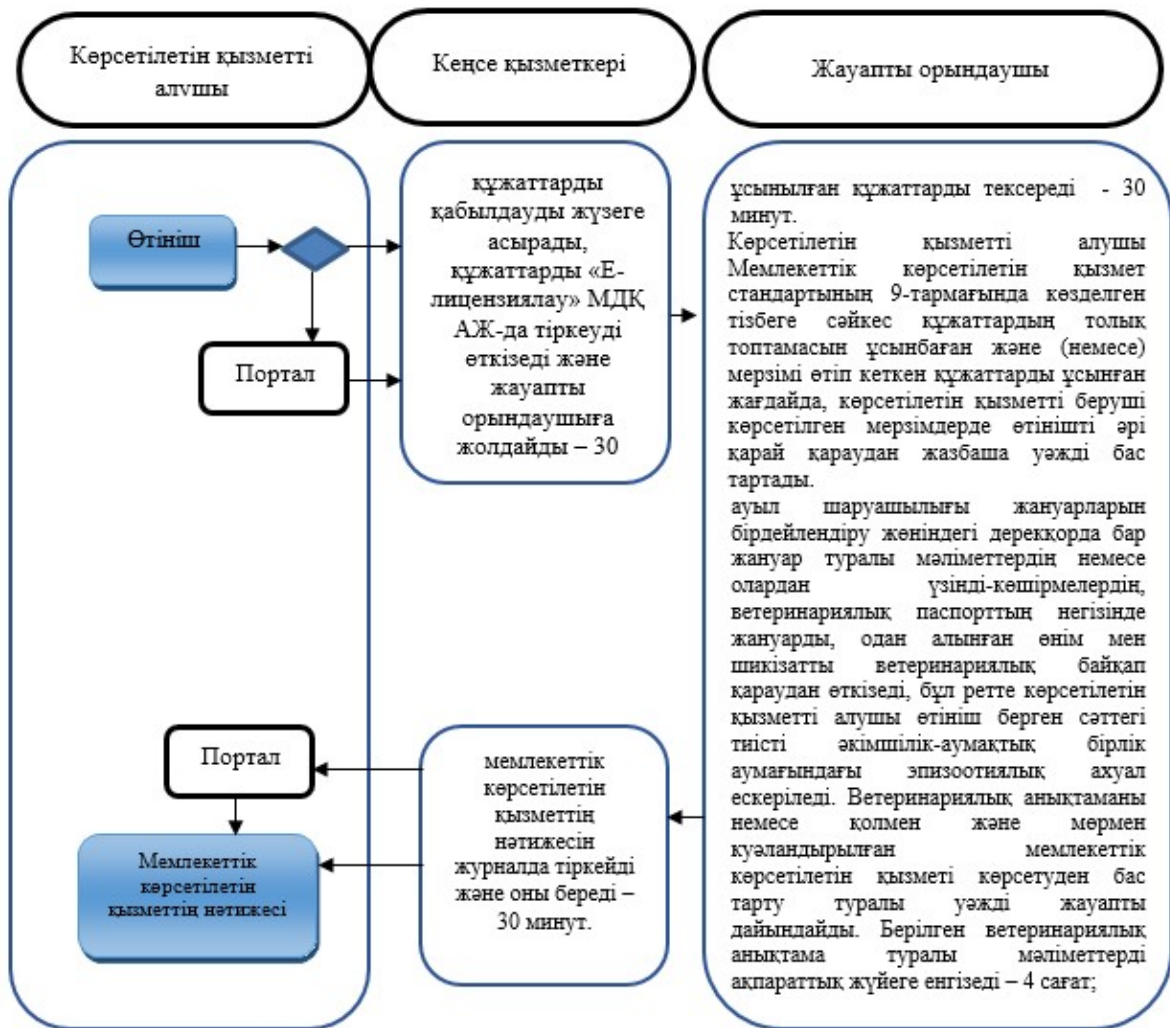 Көрсетілетін қызметті
алушы
Кеңсе қызметкері
Жауапты орындаушы
Өтініш
Портал
құжаттарды
қабылдауды жүзеге
асырады,
құжаттарды «Е-
лицензиялау» МДҚ
АЖ-да тіркеуді
өткізеді және
жауапты
орындаушыға
жолдайды – 30
ұсынылған құжаттарды тексереді - 30
минут.
Көрсетілетін қызметті алушы
Мемлекеттік көрсетілетін қызмет
стандартының 9-тармағында көзделген
тізбеге сәйкес құжаттардың толық
топтамасын ұсынбаған және (немесе)
мерзімі өтіп кеткен құжаттарды ұсынған
жағдайда, көрсетілетін қызметті беруші
көрсетілген мерзімдерде өтінішті әрі
қарай қараудан жазбаша уәжді бас
тартады.
ауыл шаруашылығы жануарларын
бірдейлендіру жөніндегі дерекқорда бар
жануар туралы мәліметтердің немесе
олардан үзінді-көшірмелердің,
ветеринариялық паспорттың негізінде
жануарды, одан алынған өнім мен
шикізатты ветеринариялық байқап
қараудан өткізеді, бұл ретте көрсетілетін
қызметті алушы өтініш берген сәттегі
тиісті әкімшілік-аумақтық бірлік
аумағындағы эпизоотиялық ахуал
ескеріледі. Ветеринариялық анықтаманы
немесе қолмен және мөрмен
куәландырылған мемлекеттік
көрсетілетін қызметі көрсетуден бас
тарту туралы уәжді жауапты
дайындайды. Берілген ветеринариялық
анықтама туралы мәліметтерді
ақпараттық жүйеге енгізеді – 4 сағат;
мемлекеттік
көрсетілетін
қызметтің
нәтижесін
журналда тіркейді
және оны береді –
30 минут.
Портал
Мемлекеттік
көрсетілетін
қызметтің нәтижесі